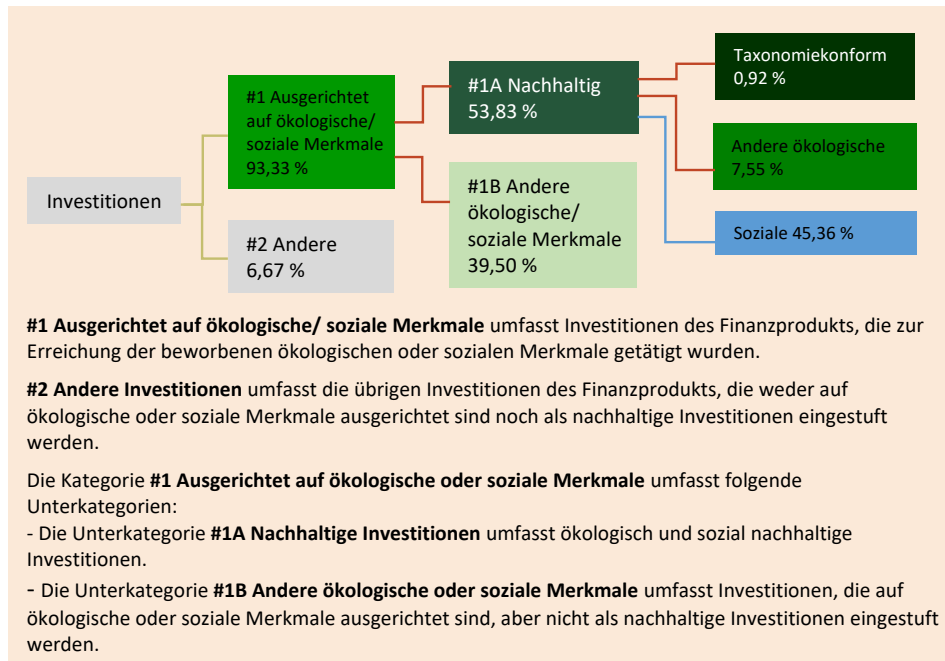 Investitionen
#1 Ausgerichtet
auf ökologische/
soziale Merkmale
93,33 %
#2 Andere
6,67 %
#1A Nachhaltig
53,83 %
#1B Andere
ökologische/
soziale Merkmale
39,50 %
Taxonomiekonform
0,92 %
Andere ökologische
7,55 %
Soziale 45,36 %
#1 Ausgerichtet auf ökologische/ soziale Merkmale umfasst Investitionen des Finanzprodukts, die zur
Erreichung der beworbenen ökologischen oder sozialen Merkmale getätigt wurden.
#2 Andere Investitionen umfasst die übrigen Investitionen des Finanzprodukts, die weder auf
ökologische oder soziale Merkmale ausgerichtet sind noch als nachhaltige Investitionen eingestuft
werden.
Die Kategorie #1 Ausgerichtet auf ökologische oder soziale Merkmale umfasst folgende
Unterkategorien:
- Die Unterkategorie #1A Nachhaltige Investitionen umfasst ökologisch und sozial nachhaltige
Investitionen.
- Die Unterkategorie #1B Andere ökologische oder soziale Merkmale umfasst Investitionen, die auf
ökologische oder soziale Merkmale ausgerichtet sind, aber nicht als nachhaltige Investitionen eingestuft
werden.